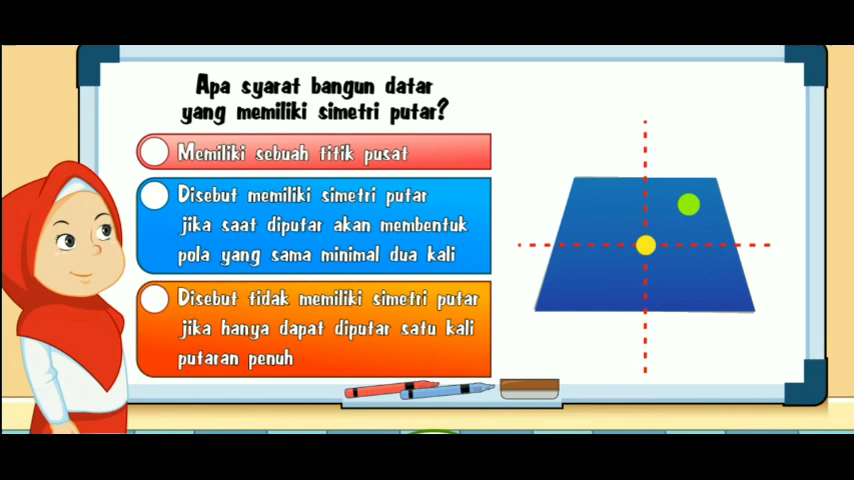 Apa syarat bangun datar
yang memiliki simetri putar?
Memiliki sebuah titik pusat
Disebut memiliki simetri putar
jika saat diputar akan membentuk
pola yang sama minimal dua kali
Disebut tidak memiliki simetri putar
jika hanya dapat diputar satu kali
putaran penuh